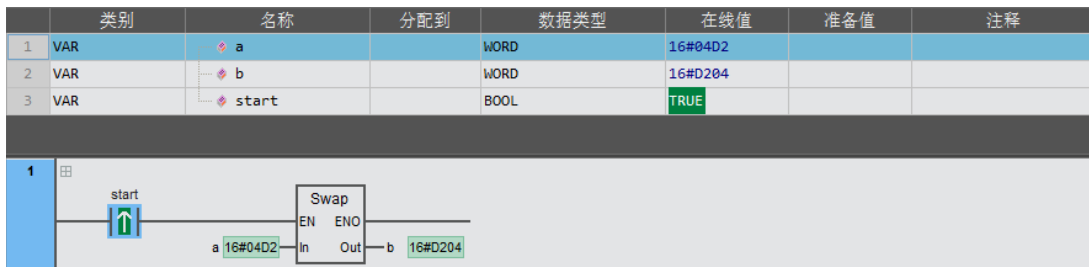 类别 名称 分配到 数据类型 在线值 准备值 注释
1 VAR a WORD 16#04D2
2 VAR b WORD 16#D204
3 VAR start BOOL TRUE
1
start
Swap
EN ENO
a 16#04D2 In Out b 16#D204